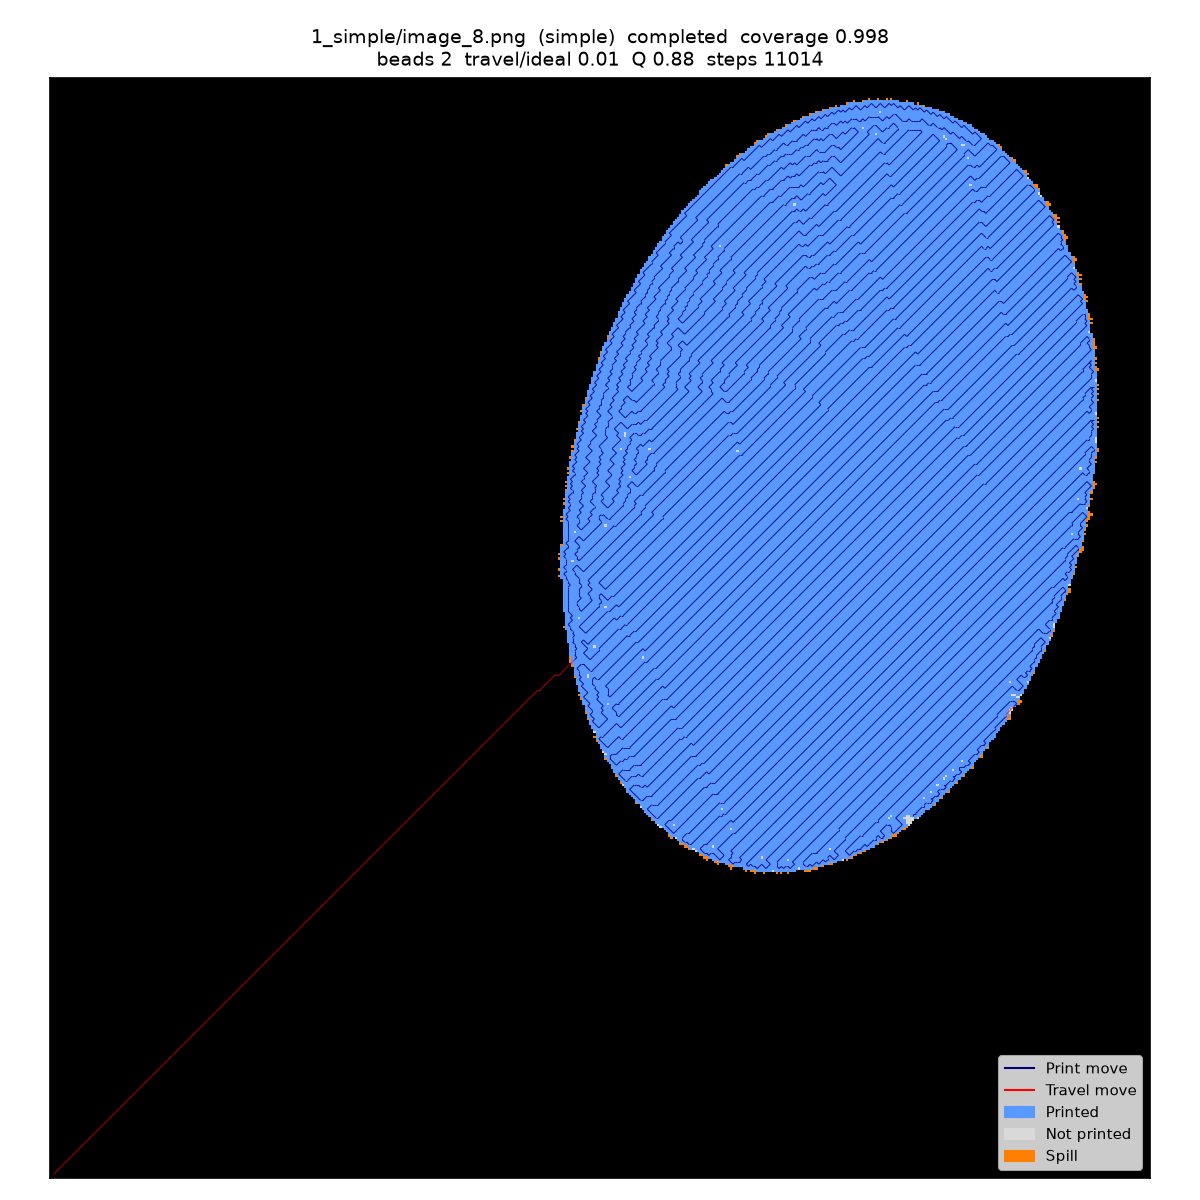 1_simple/image_8.png (simple) completed coverage 0.998
beads 2 travel/ideal 0.01 Q 0.88 steps 11014
Print move
Travel move
Printed
Not printed
Spill